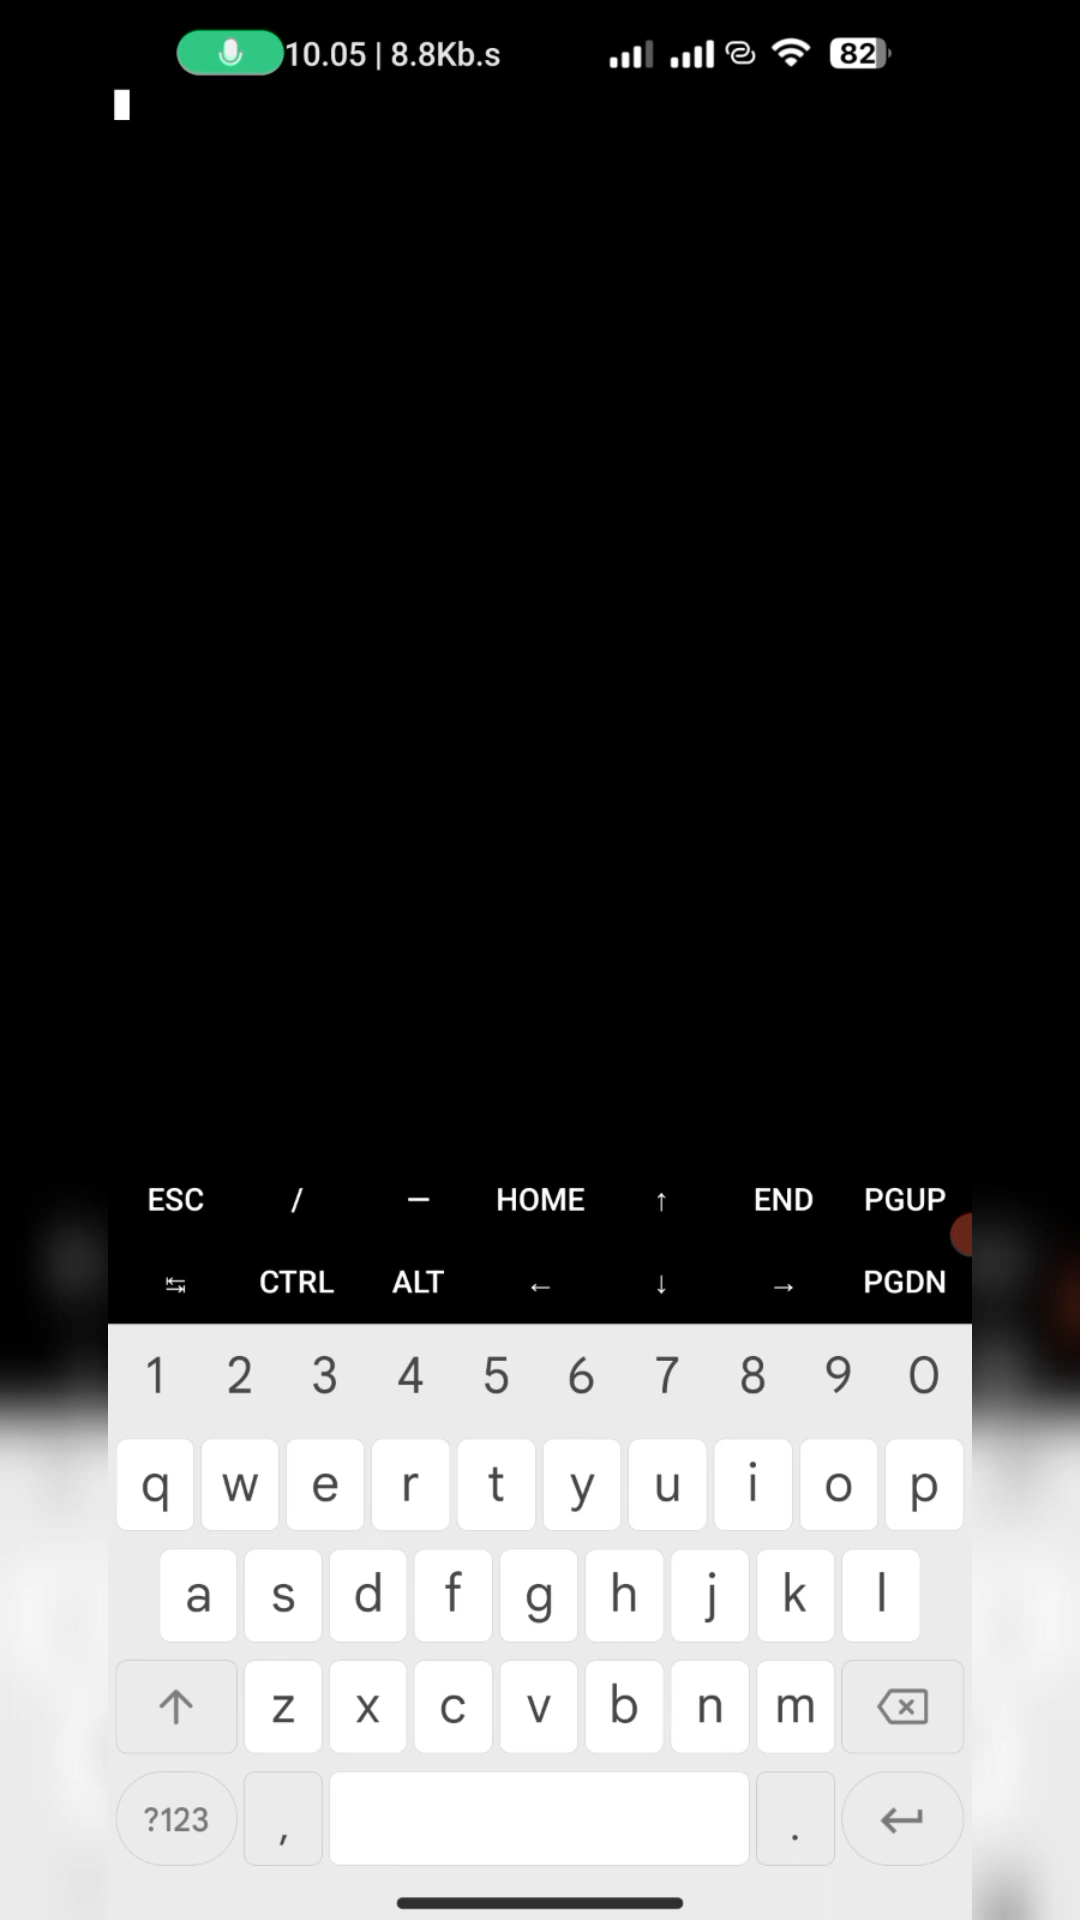 10.05 | 8.8Kb.s 82
ESC / — HOME ↑ END PGUP
↹ CTRL ALT ← ↓ → PGDN
1 2 3 4 5 6 7 8 9 0
q w e r t y u i o p
a s d f g h j k l
z x c v b n m
?123 , .